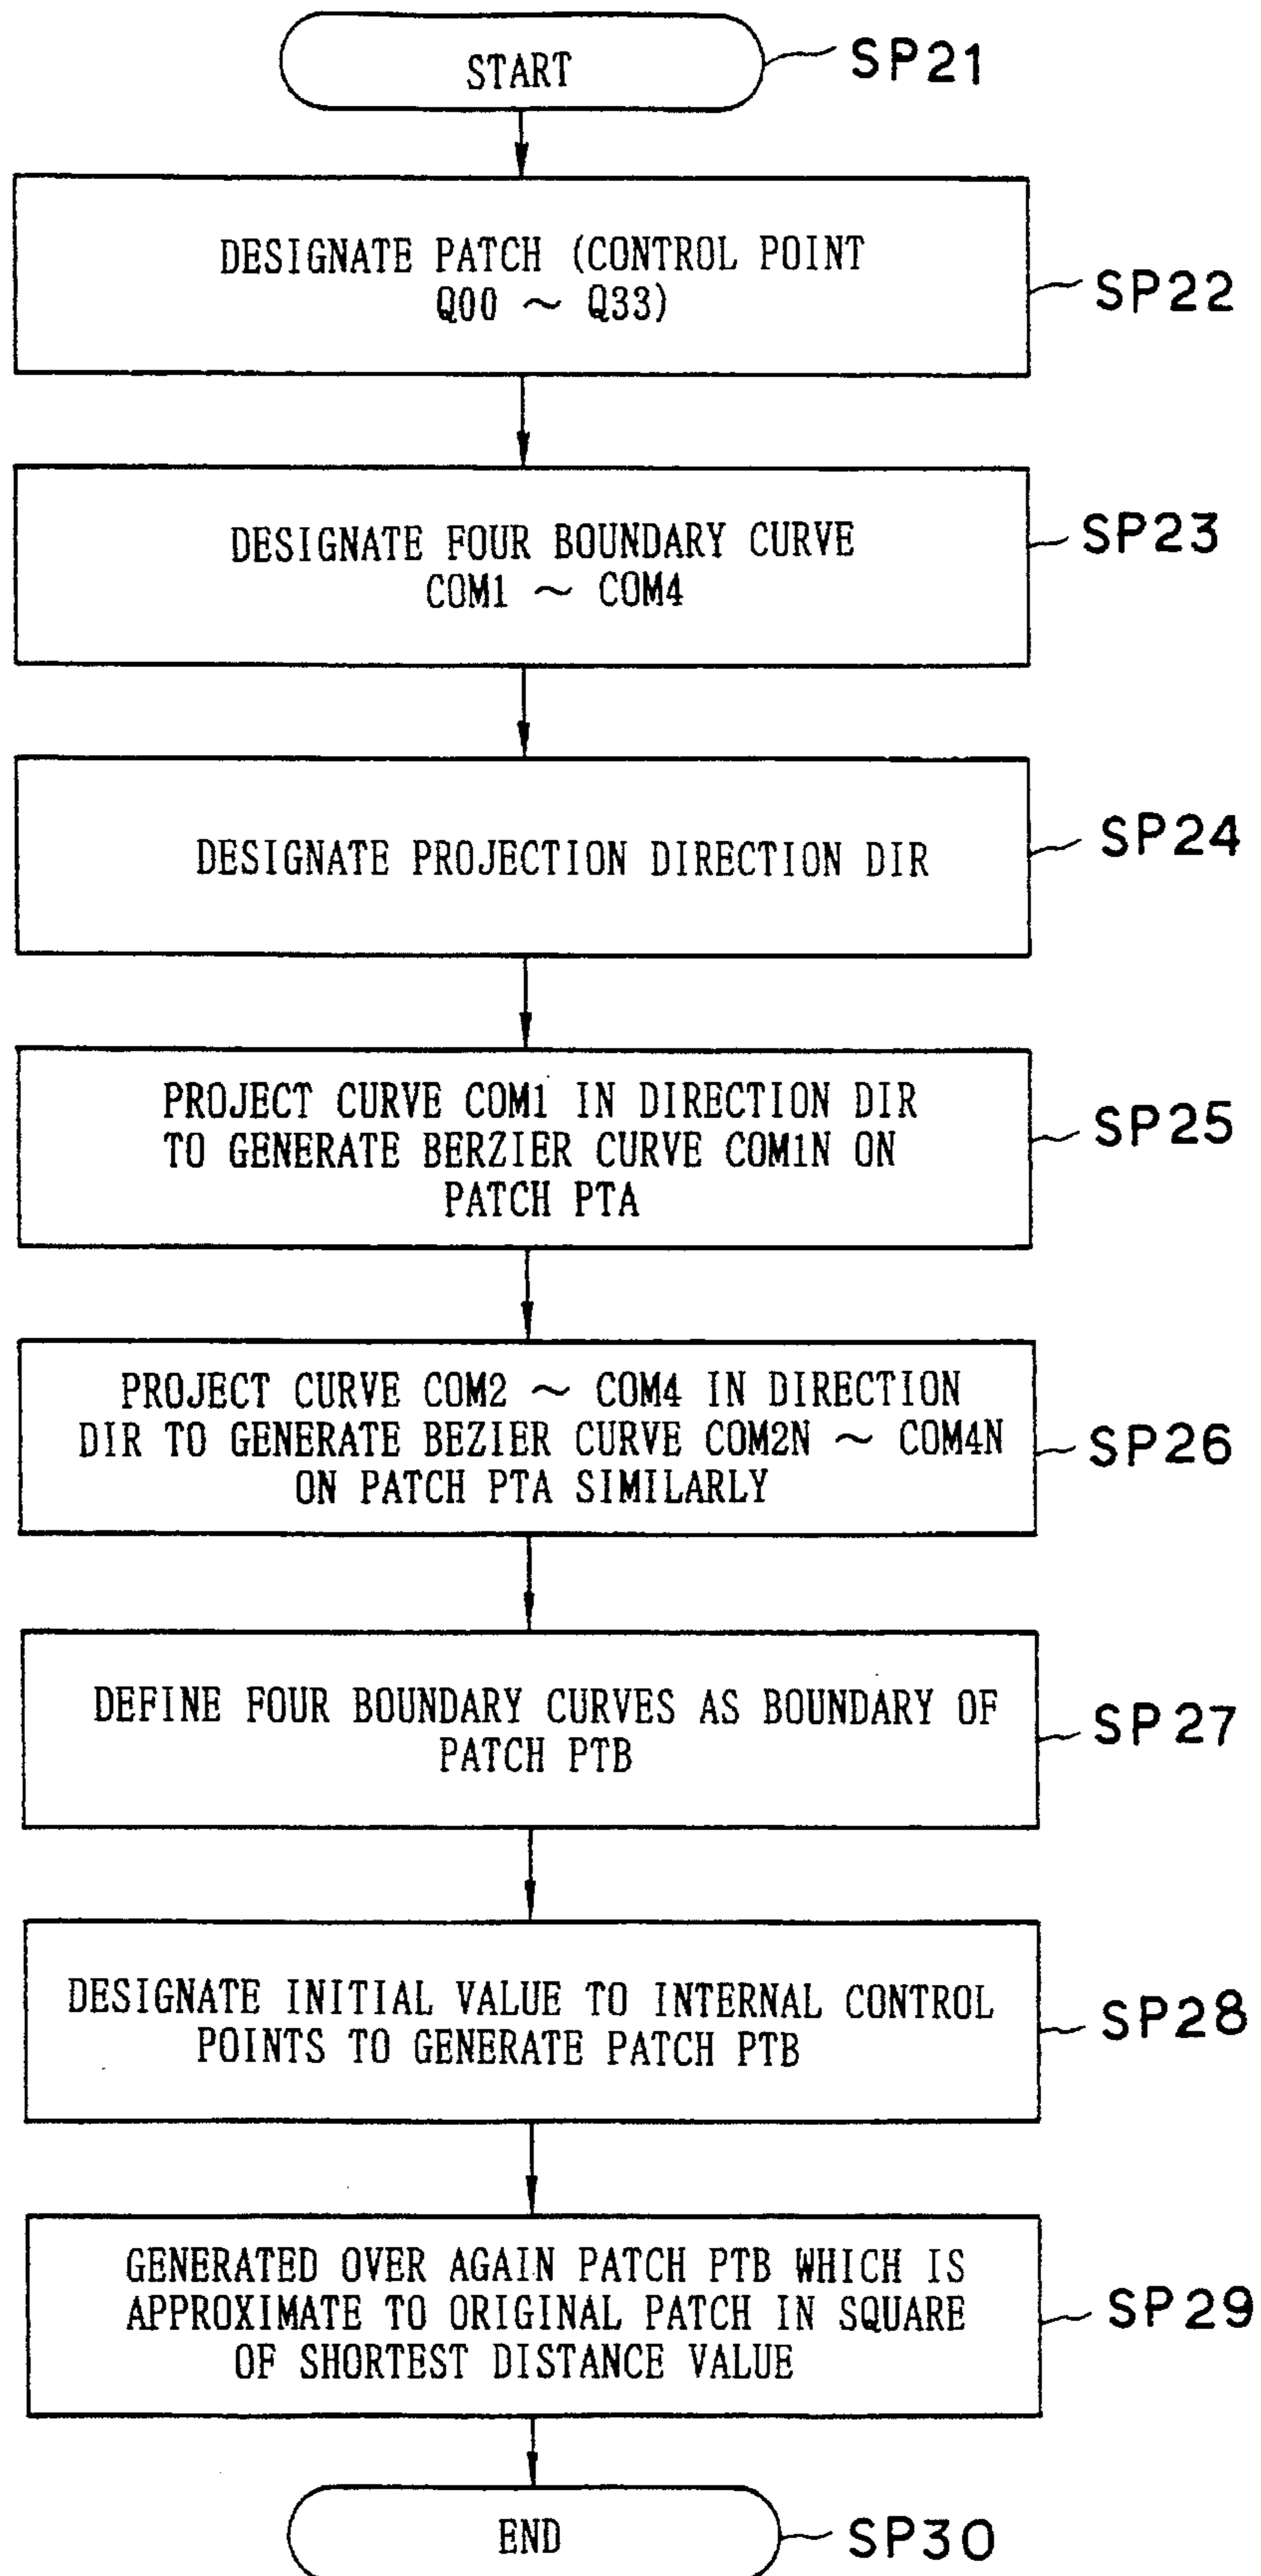 START
SP21
DESIGNATE PATCH (CONTROL POINT
Q00 ~ Q33)
SP22
DESIGNATE FOUR BOUNDARY CURVE
COM1 ~ COM4
SP23
DESIGNATE PROJECTION DIRECTION DIR
SP24
PROJECT CURVE COM1 IN DIRECTION DIR
TO GENERATE BERZIER CURVE COM1N ON
PATCH PTA
SP25
PROJECT CURVE COM2 ~ COM4 IN DIRECTION
DIR TO GENERATE BEZIER CURVE COM2N ~ COM4N
ON PATCH PTA SIMILARLY
SP26
DEFINE FOUR BOUNDARY CURVES AS BOUNDARY OF
PATCH PTB
SP27
DESIGNATE INITIAL VALUE TO INTERNAL CONTROL
POINTS TO GENERATE PATCH PTB
SP28
GENERATED OVER AGAIN PATCH PTB WHICH IS
APPROXIMATE TO ORIGINAL PATCH IN SQUARE
OF SHORTEST DISTANCE VALUE
SP29
END
SP30